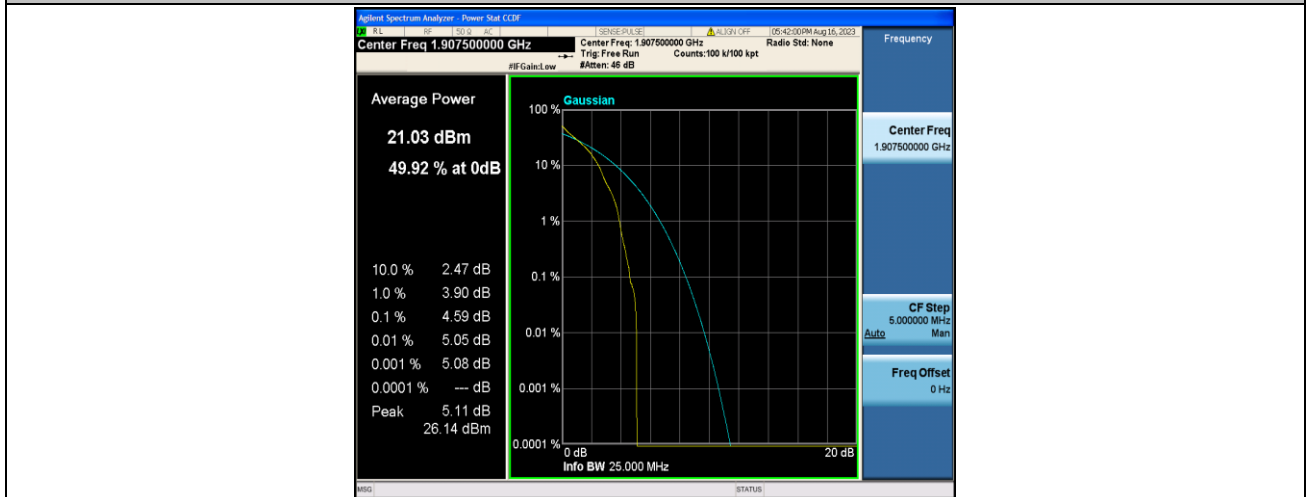 Agilent Spectrum Analyzer - Power Stat CCDF
RL RF 50 Ω AC SENSE:PULSE ALIGN OFF 05:42:00PM Aug 16, 2023
Center Freq 1.907500000 GHz
Center Freq: 1.907500000 GHz Radio Std: None
Trig: Free Run Counts:100 k/100 kpt
#IFGain:Low #Atten: 46 dB
Frequency
Average Power
21.03 dBm
49.92 % at 0dB
10.0 % 2.47 dB
1.0 % 3.90 dB
0.1 % 4.59 dB
0.01 % 5.05 dB
0.001 % 5.08 dB
0.0001 % --- dB
Peak 5.11 dB
26.14 dBm
Gaussian
100 %
10 %
1 %
0.1 %
0.01 %
0.001 %
0.0001 %
0 dB 20 dB
Info BW 25.000 MHz
Center Freq
1.907500000 GHz
CF Step
5.000000 MHz
Auto Man
Freq Offset
0 Hz
MSG STATUS